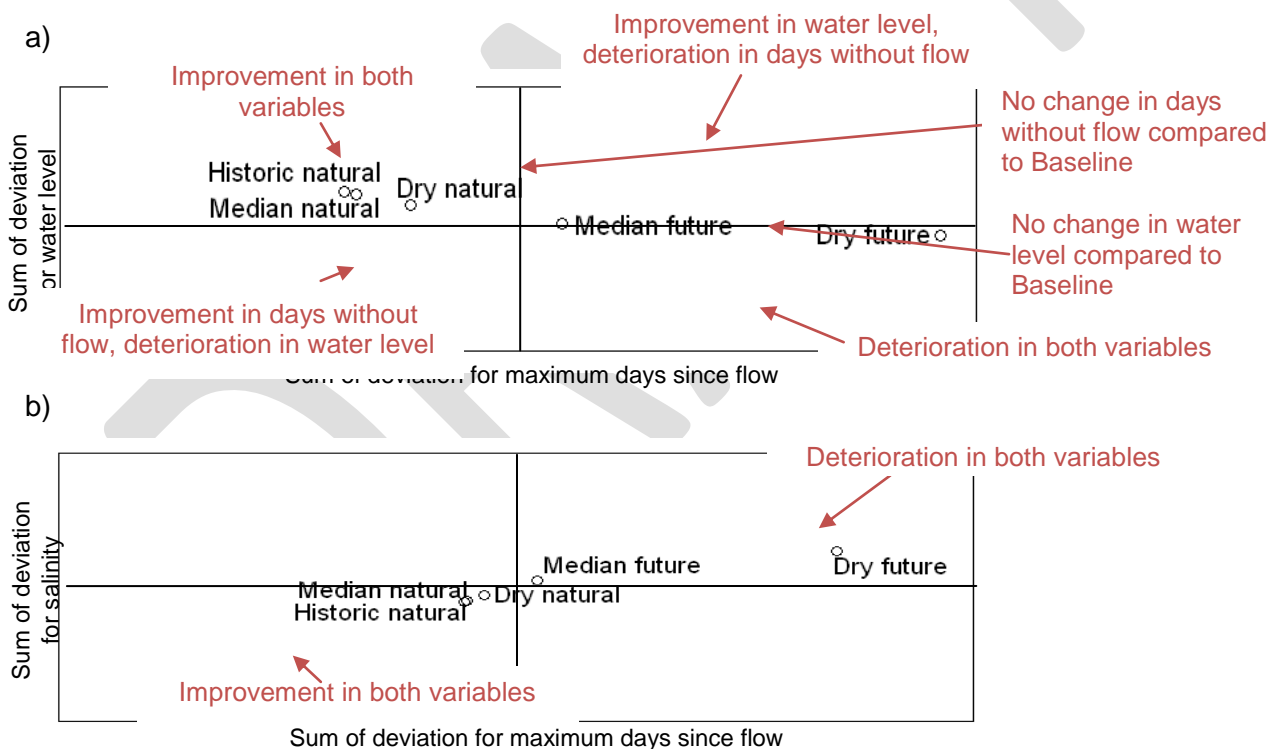 a)
Improvement in water level,
deterioration in days without flow
Improvement in both
variables
No change in days
without flow compared
to Baseline
Sum of deviation
or water level
Historic natural
Dry natural
Median natural
Median future
Dry future
No change in water
level compared to
Baseline
Improvement in days without
flow, deterioration in water level
Deterioration in both variables
Sum of deviation for maximum days since flow
b)
Deterioration in both variables
Sum of deviation
for salinity
Median future
Dry future
Median natural
Dry natural
Historic natural
Improvement in both variables
Sum of deviation for maximum days since flow